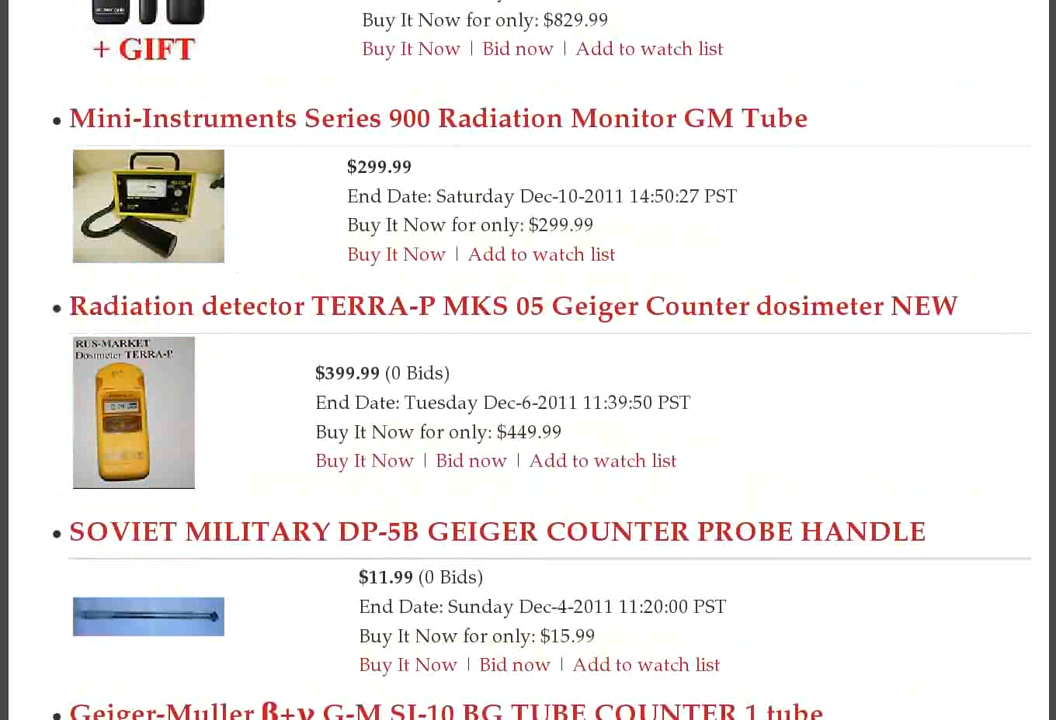 Buy It Now for only: $829.99
+ GIFT
Buy It Now | Bid now | Add to watch list
• Mini-Instruments Series 900 Radiation Monitor GM Tube
$299.99
End Date: Saturday Dec-10-2011 14:50:27 PST
Buy It Now for only: $299.99
Buy It Now | Add to watch list
• Radiation detector TERRA-P MKS 05 Geiger Counter dosimeter NEW
RUS-MARKET
Dosimeter TERRA-P
$399.99 (0 Bids)
End Date: Tuesday Dec-6-2011 11:39:50 PST
Buy It Now for only: $449.99
Buy It Now | Bid now | Add to watch list
• SOVIET MILITARY DP-5B GEIGER COUNTER PROBE HANDLE
$11.99 (0 Bids)
End Date: Sunday Dec-4-2011 11:20:00 PST
Buy It Now for only: $15.99
Buy It Now | Bid now | Add to watch list
• Geiger-Muller β+γ G-M SI-10 BG TUBE COUNTER 1 tube